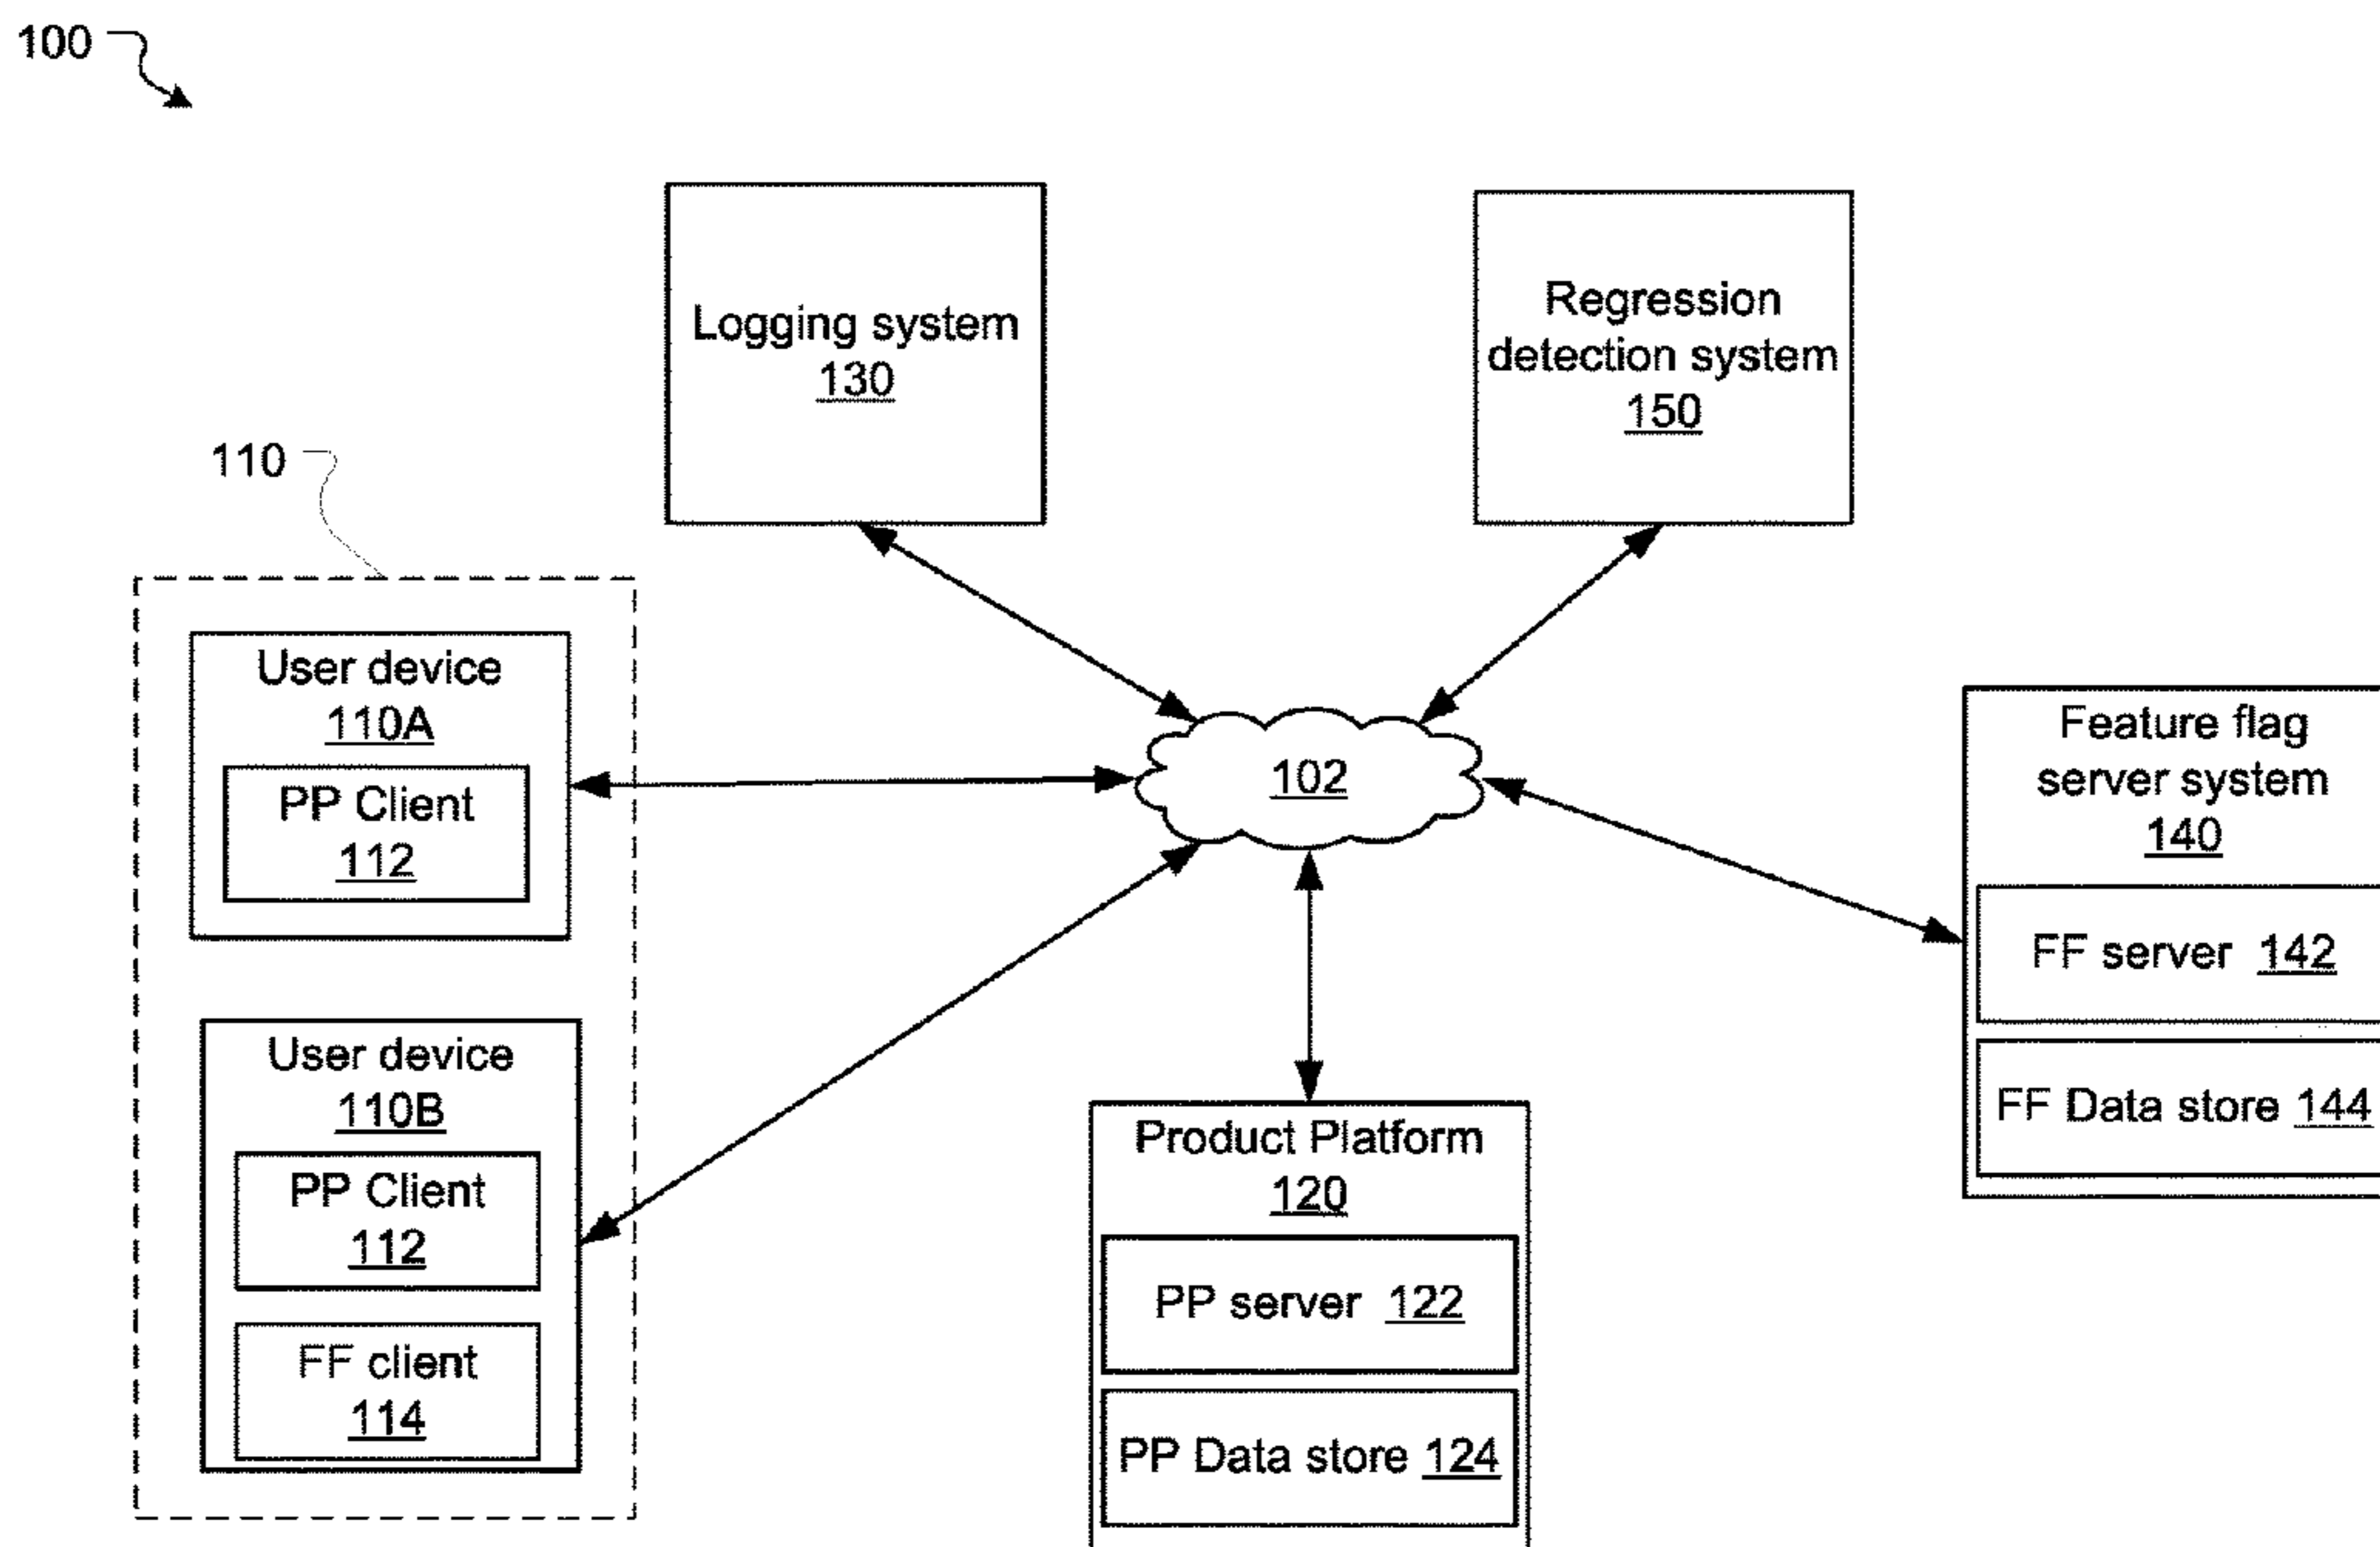 100
Logging system
130
Regression
detection system
150
110
User device
110A
PP Client
112
102
Feature flag
server system
140
FF server 142
FF Data store 144
User device
110B
PP Client
112
FF client
114
Product Platform
120
PP server 122
PP Data store 124